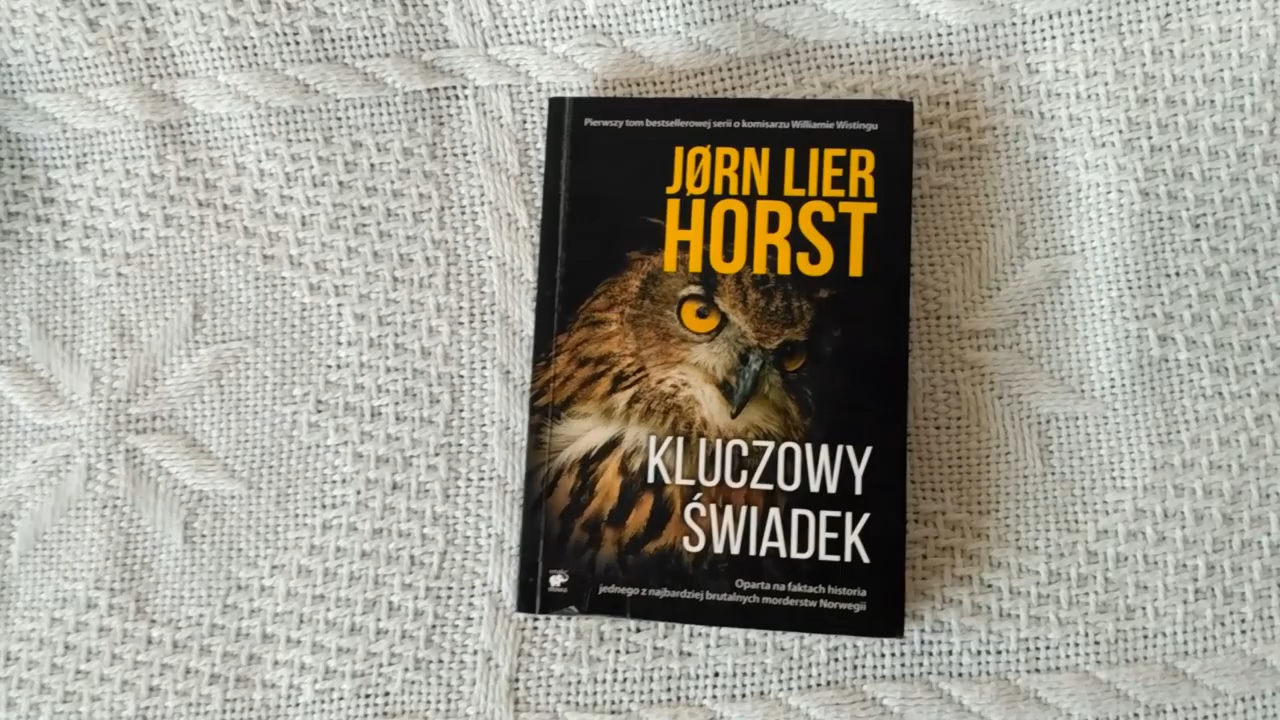 Pierwszy tom bestsellerowej serii o komisarzu Williamie Wistingu
JØRN LIER
HORST
KLUCZOWY
ŚWIADEK
Oparta na faktach historia
jednego z najbardziej brutalnych morderstw Norwegii